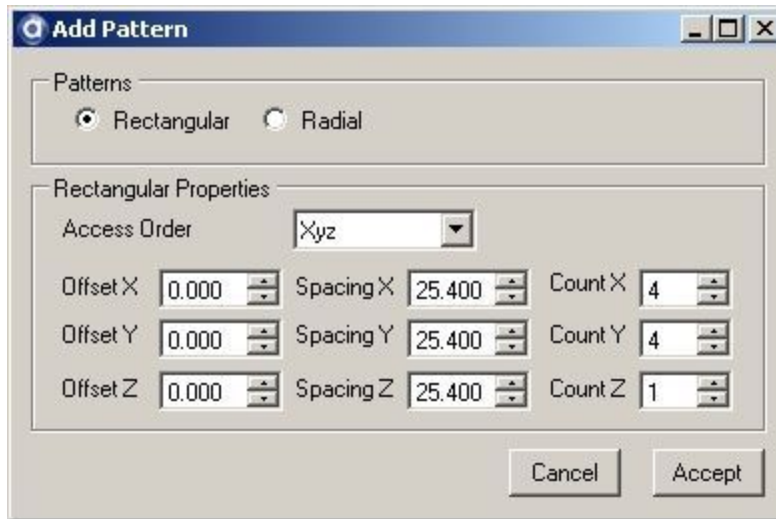 Add Pattern
Patterns
Rectangular Radial
Rectangular Properties
Access Order Xyz
Offset X 0.000 Spacing X 25.400 Count X 4
Offset Y 0.000 Spacing Y 25.400 Count Y 4
Offset Z 0.000 Spacing Z 25.400 Count Z 1
Cancel Accept